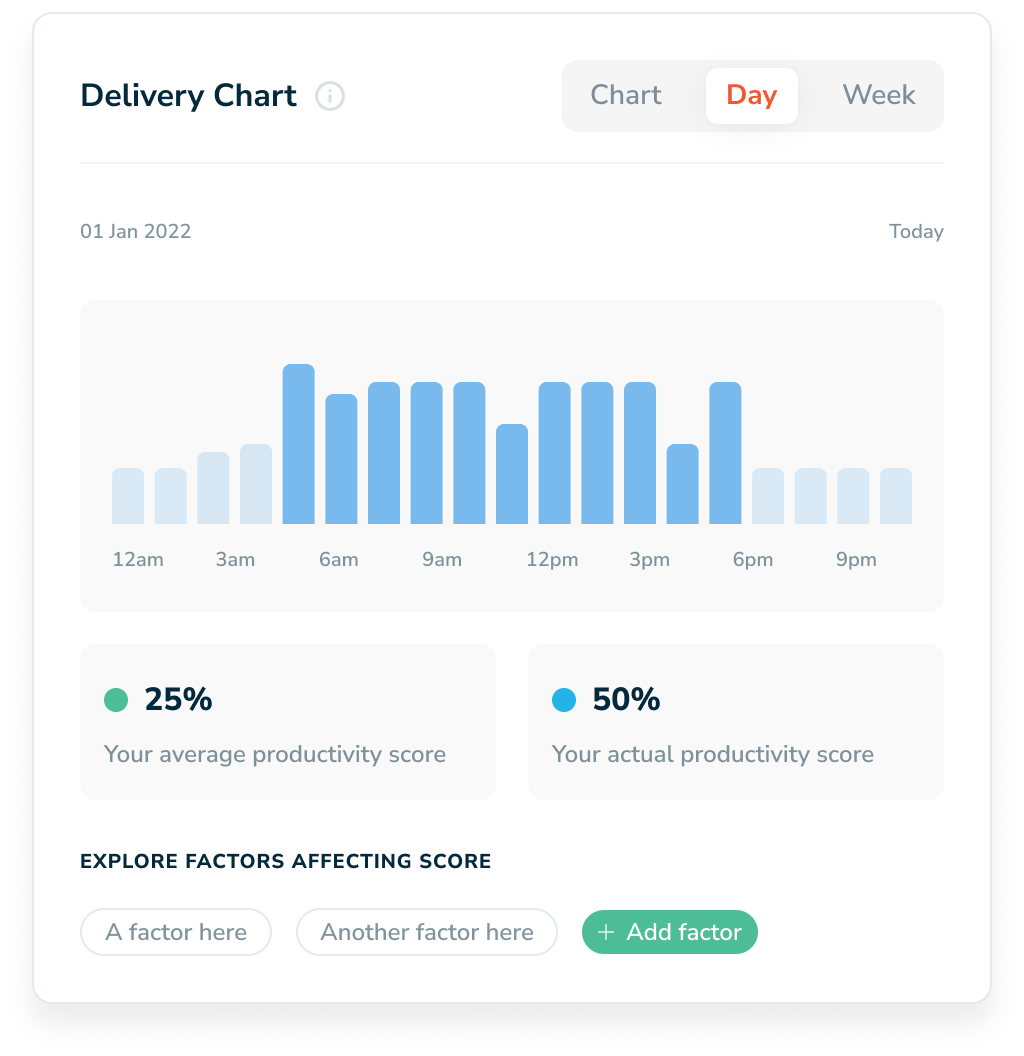 Delivery Chart
Chart Day Week
01 Jan 2022 Today
12am 3am 6am 9am 12pm 3pm 6pm 9pm
25% 50%
Your average productivity score Your actual productivity score
EXPLORE FACTORS AFFECTING SCORE
A factor here Another factor here + Add factor